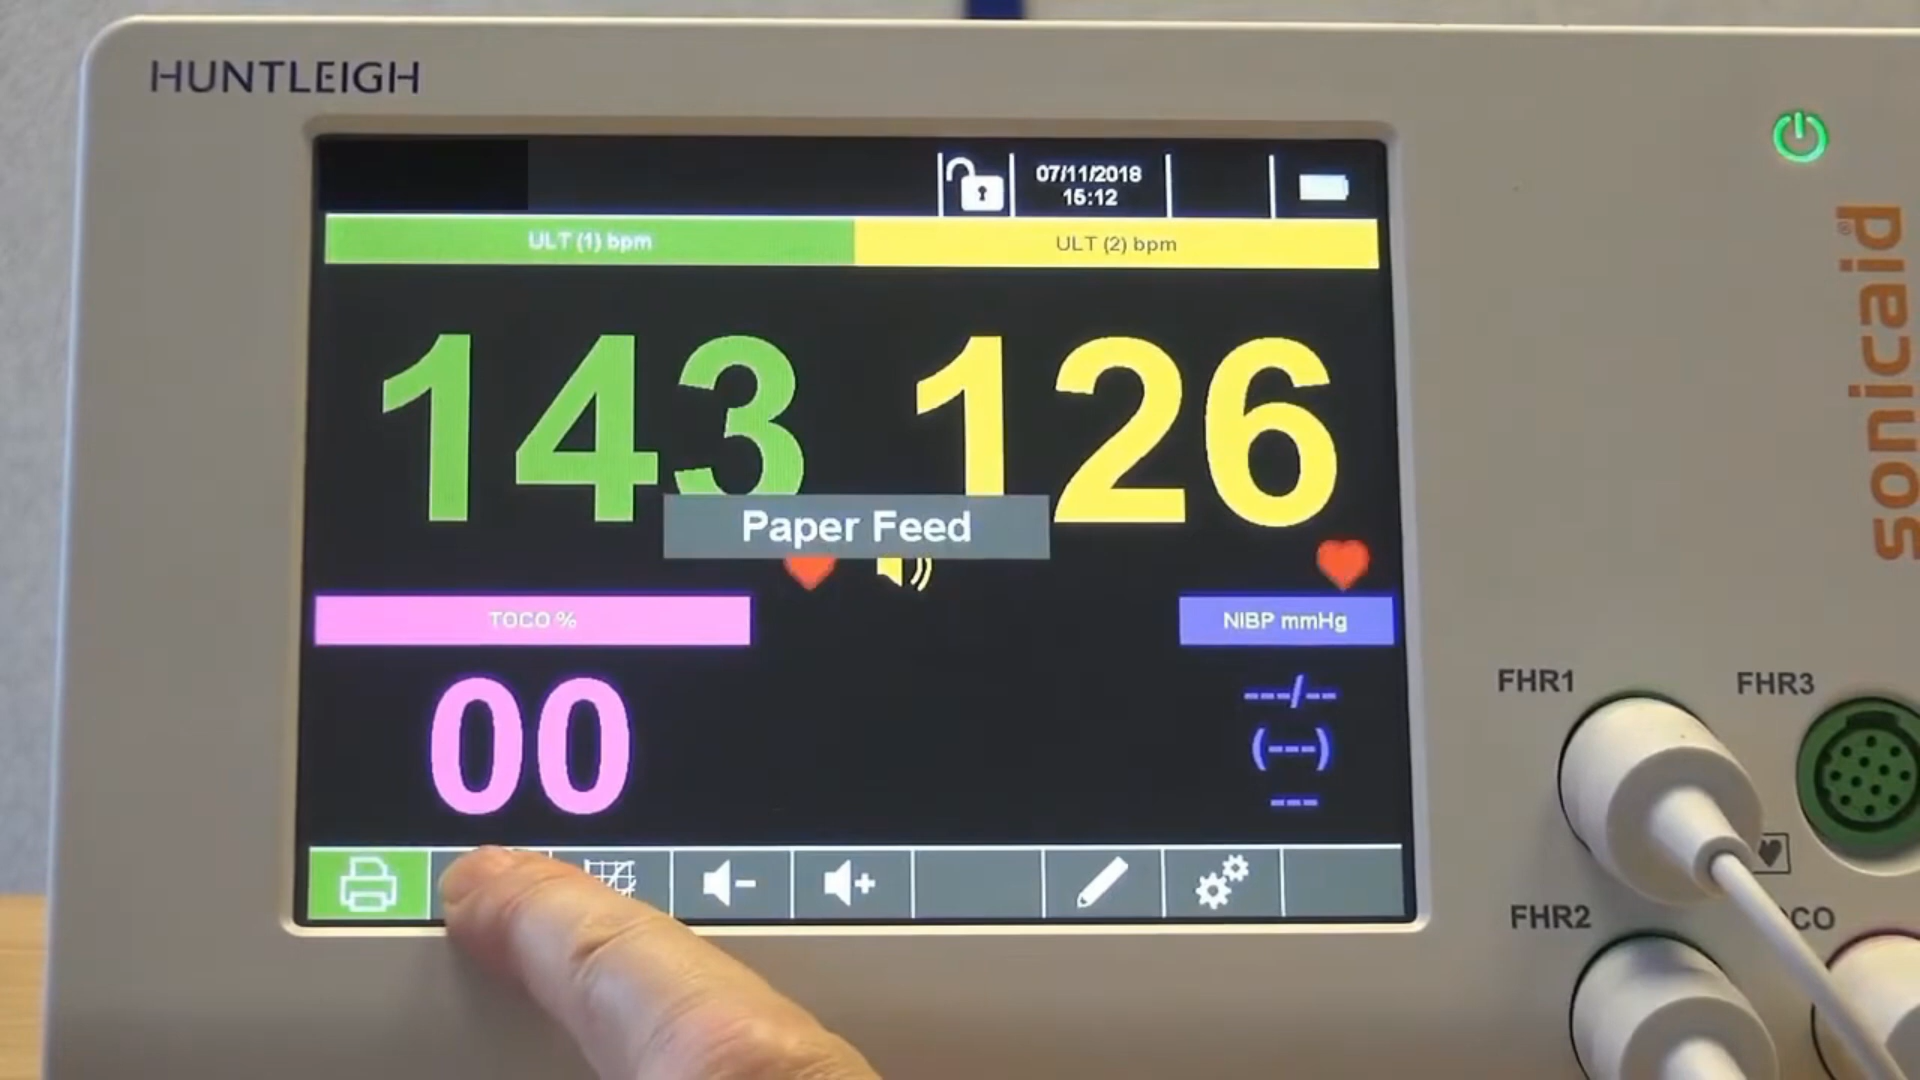 HUNTLEIGH
07/11/2018
15:12
ULT (1) bpm
ULT (2) bpm
143
126
Paper Feed
TOCO %
NIBP mmHg
00
---/--
(---)
---
sonicaid®
FHR1
FHR3
FHR2